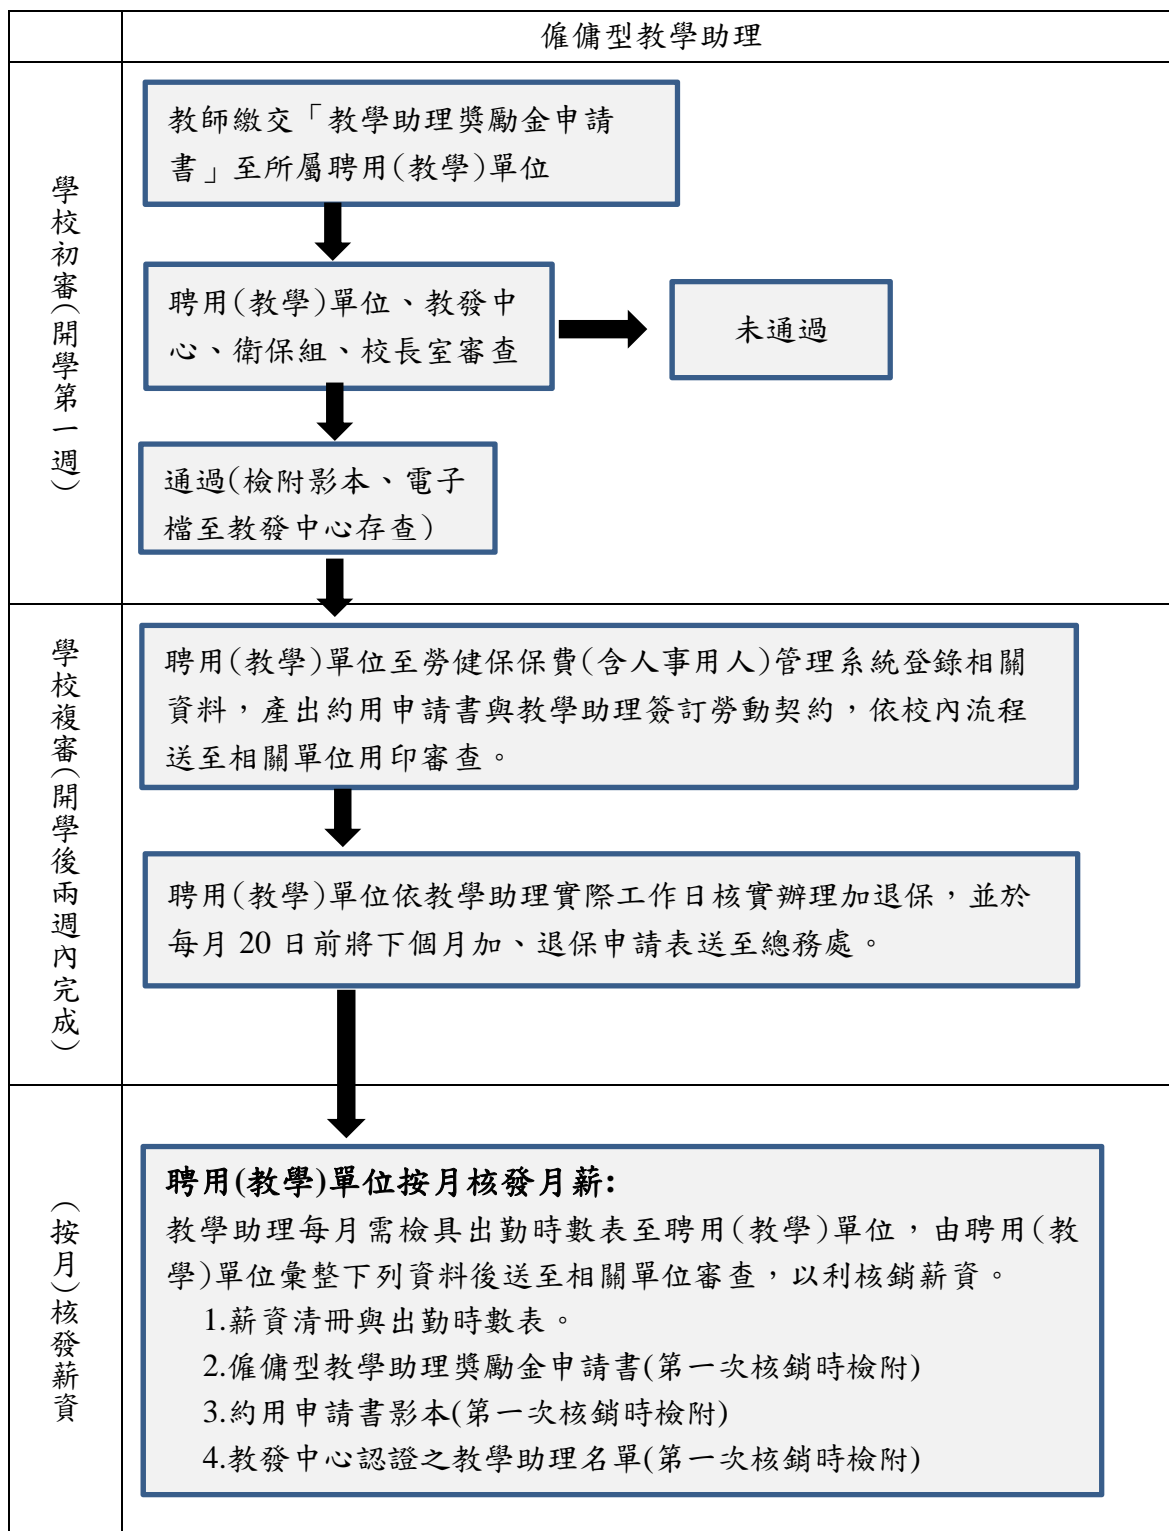 僱傭型教學助理
學校初審(開學第一週)
教師繳交「教學助理獎勵金申請
書」至所屬聘用(教學)單位
聘用(教學)單位、教發中
心、衛保組、校長室審查
未通過
通過(檢附影本、電子
檔至教發中心存查)
學校複審(開學後兩週內完成)
聘用(教學)單位至勞健保保費(含人事用人)管理系統登錄相關
資料，產出約用申請書與教學助理簽訂勞動契約，依校內流程
送至相關單位用印審查。
聘用(教學)單位依教學助理實際工作日核實辦理加退保，並於
每月 20 日前將下個月加、退保申請表送至總務處。
(按月)核發薪資
聘用(教學)單位按月核發月薪:
教學助理每月需檢具出勤時數表至聘用(教學)單位，由聘用(教
學)單位彙整下列資料後送至相關單位審查，以利核銷薪資。
1.薪資清冊與出勤時數表。
2.僱傭型教學助理獎勵金申請書(第一次核銷時檢附)
3.約用申請書影本(第一次核銷時檢附)
4.教發中心認證之教學助理名單(第一次核銷時檢附)